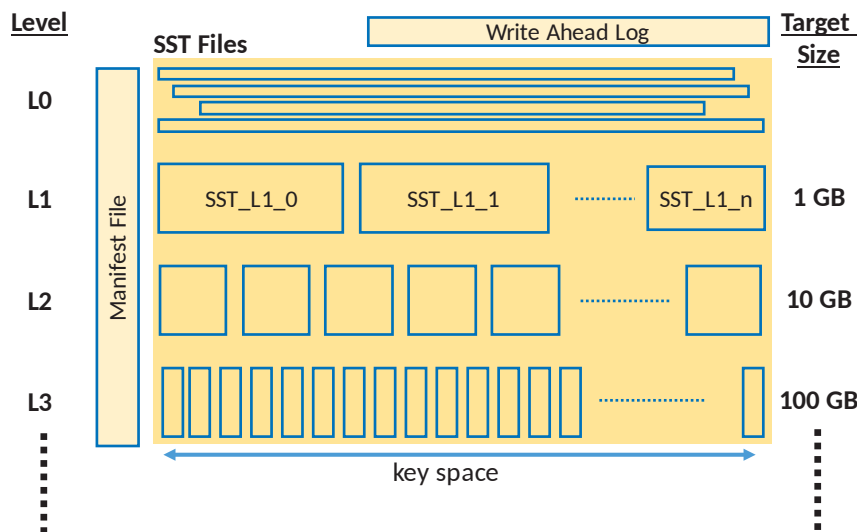 Level
SST Files
Write Ahead Log
Target
Size
L0
Manifest File
L1
SST_L1_0
SST_L1_1
SST_L1_n
1 GB
L2
10 GB
L3
100 GB
key space